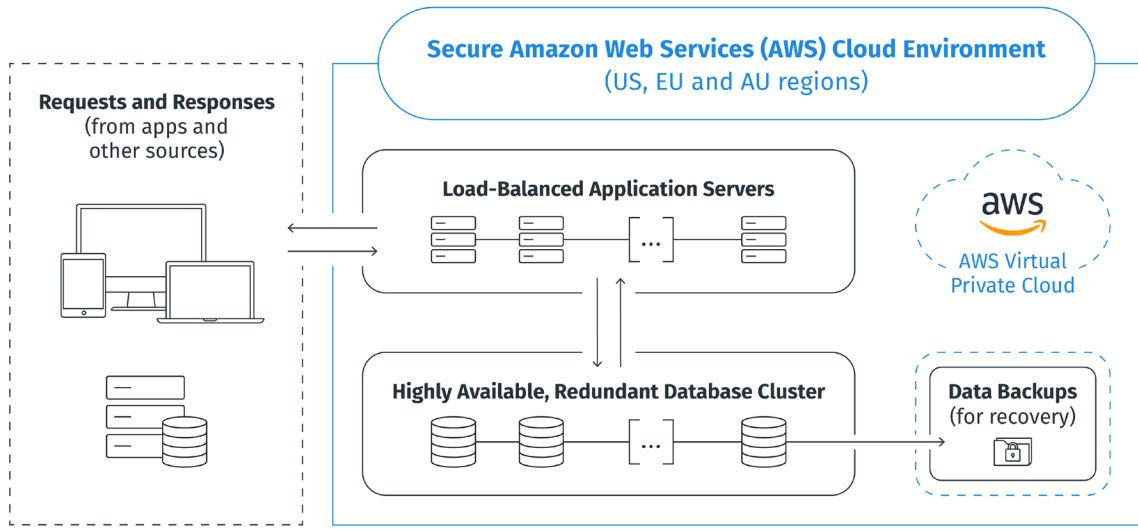 Secure Amazon Web Services (AWS) Cloud Environment
(US, EU and AU regions)
Requests and Responses
(from apps and
other sources)
Load-Balanced Application Servers
...
aws
AWS Virtual
Private Cloud
Highly Available, Redundant Database Cluster
...
Data Backups
(for recovery)